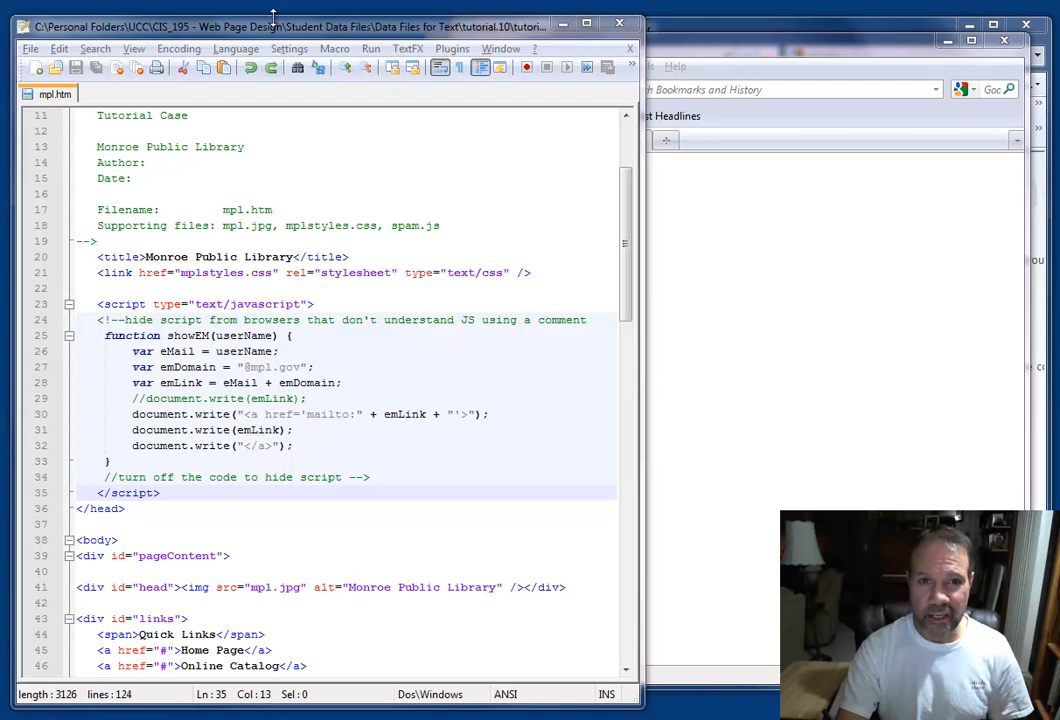 C:\Personal Folders\UCC\CIS_195 - Web Page Design\Student Data Files\Data Files for Text\tutorial.10\tutori...
File Edit Search View Encoding Language Settings Macro Run TextFX Plugins Window ? X
ls Help
h Bookmarks and History
Goc
st Headlines
mpl.htm
11 Tutorial Case
12
13 Monroe Public Library
14 Author:
15 Date:
16
17 Filename: mpl.htm
18 Supporting files: mpl.jpg, mplstyles.css, spam.js
19 -->
20 <title>Monroe Public Library</title>
21 <link href="mplstyles.css" rel="stylesheet" type="text/css" />
22
23 <script type="text/javascript">
24 <!--hide script from browsers that don't understand JS using a comment
25 function showEM(userName) {
26 var eMail = userName;
27 var emDomain = "@mpl.gov";
28 var emLink = eMail + emDomain;
29 //document.write(emLink);
30 document.write("<a href='mailto:" + emLink + "'>");
31 document.write(emLink);
32 document.write("</a>");
33 }
34 //turn off the code to hide script -->
35 </script>
36 </head>
37
38 <body>
39 <div id="pageContent">
40
41 <div id="head"><img src="mpl.jpg" alt="Monroe Public Library" /></div>
42
43 <div id="links">
44 <span>Quick Links</span>
45 <a href="#">Home Page</a>
46 <a href="#">Online Catalog</a>
length : 3126 lines : 124 Ln : 35 Col : 13 Sel : 0 Dos\Windows ANSI INS